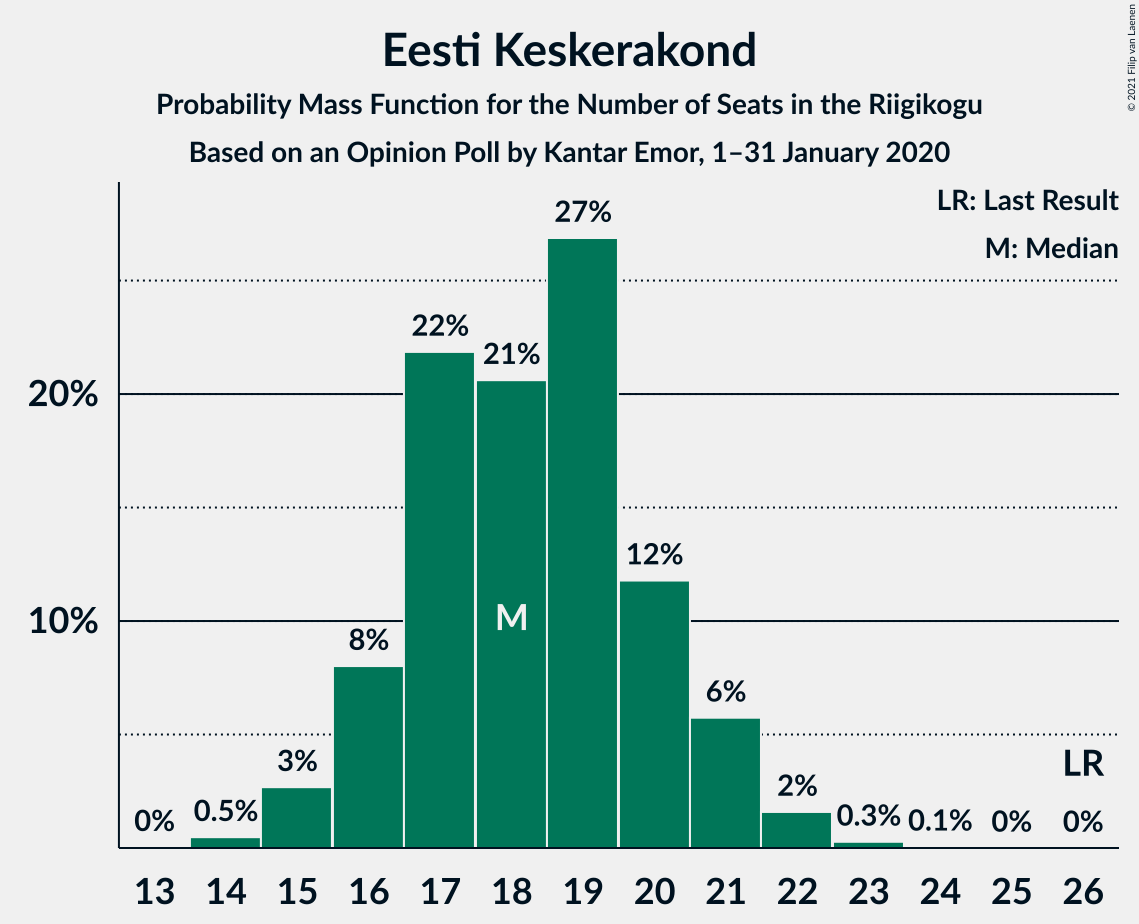 Eesti Keskerakond
Probability Mass Function for the Number of Seats in the Riigikogu
Based on an Opinion Poll by Kantar Emor, 1–31 January 2020
© 2021 Filip van Laenen
LR: Last Result
M: Median
20%
10%
0%
0.5%
3%
8%
22%
21%
27%
12%
6%
2%
0.3%
0.1%
0%
0%
M
LR
13 14 15 16 17 18 19 20 21 22 23 24 25 26